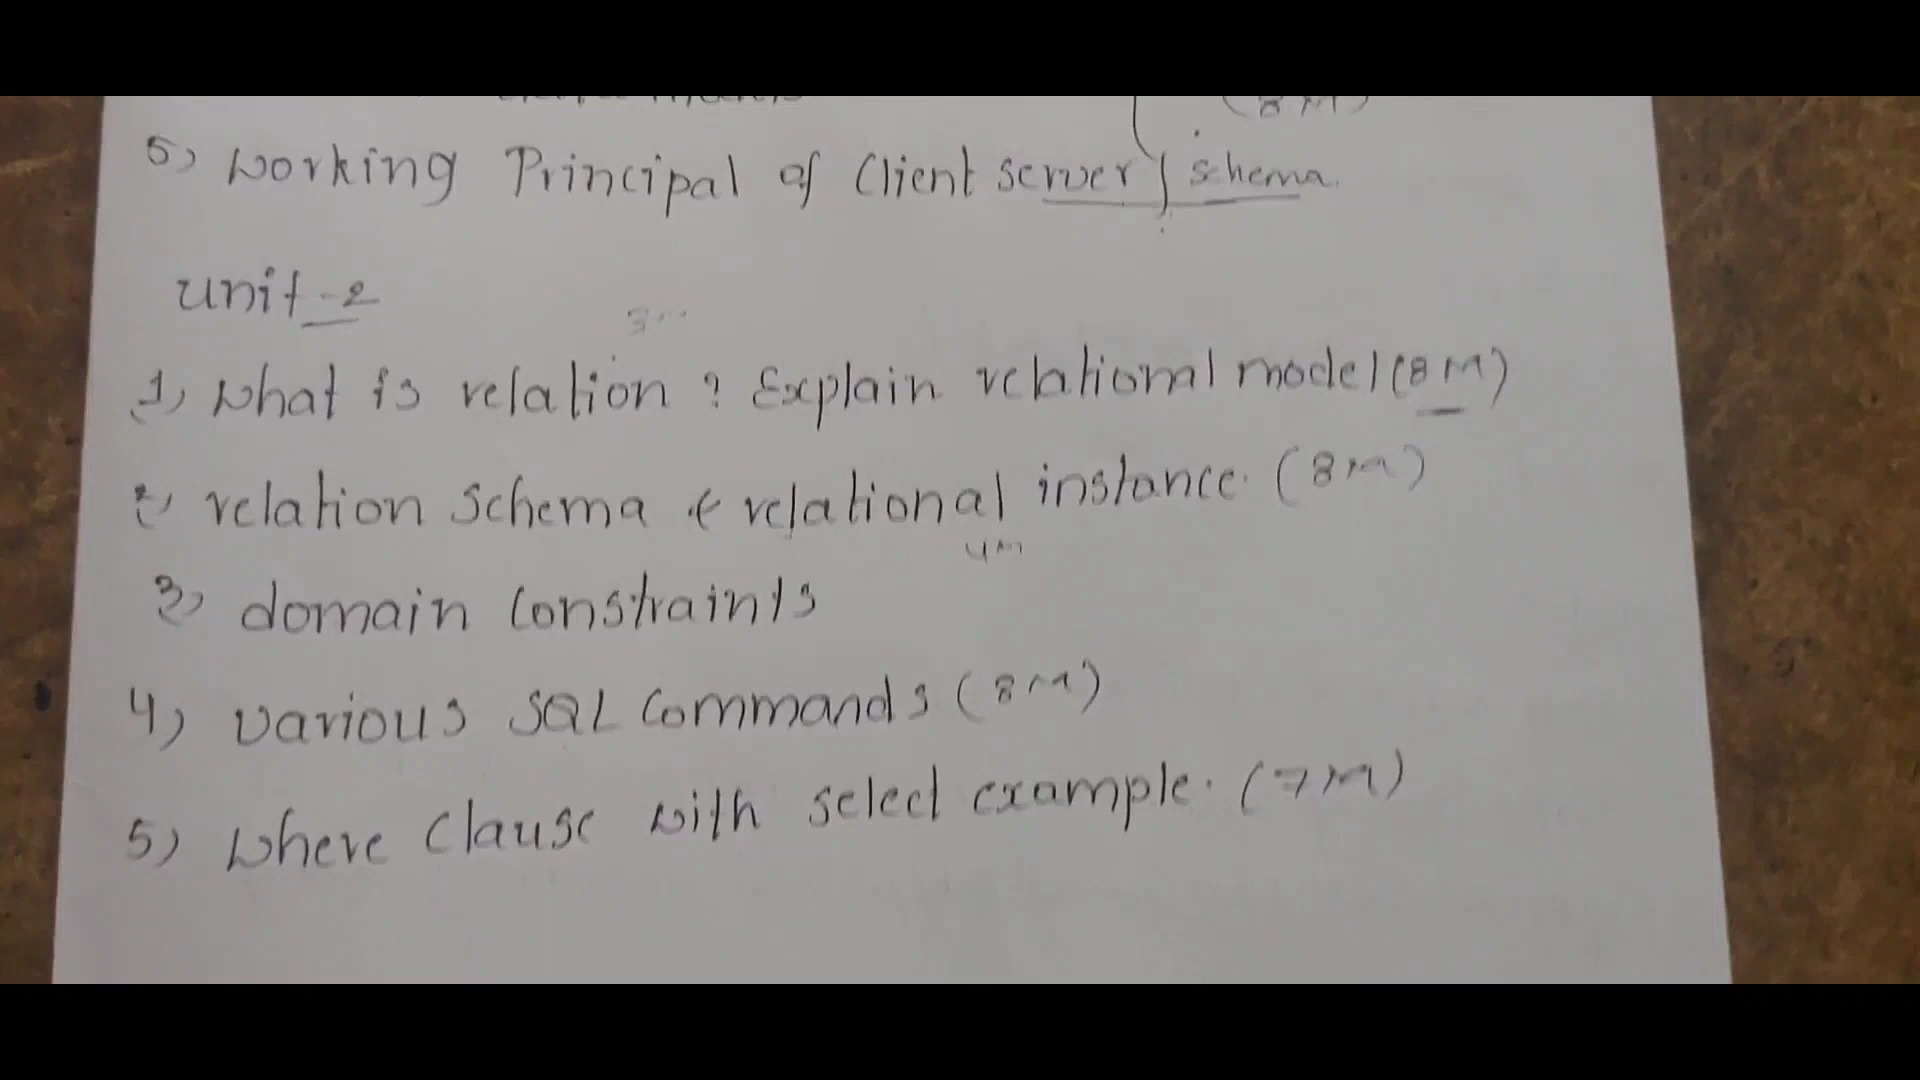 (8M)
5) Working Principal of Client server / schema.
Unit-2
1) What is relation? Explain relational model (8M)
2) relation schema & relational instance. (8M)
4M
3) domain constraints
4) various SQL Commands (8M)
5) Where Clause with select example. (7M)